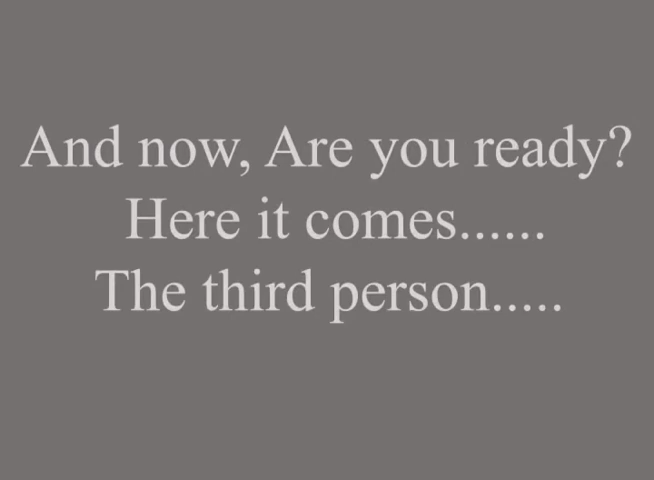 And now, Are you ready?
Here it comes......
The third person.....